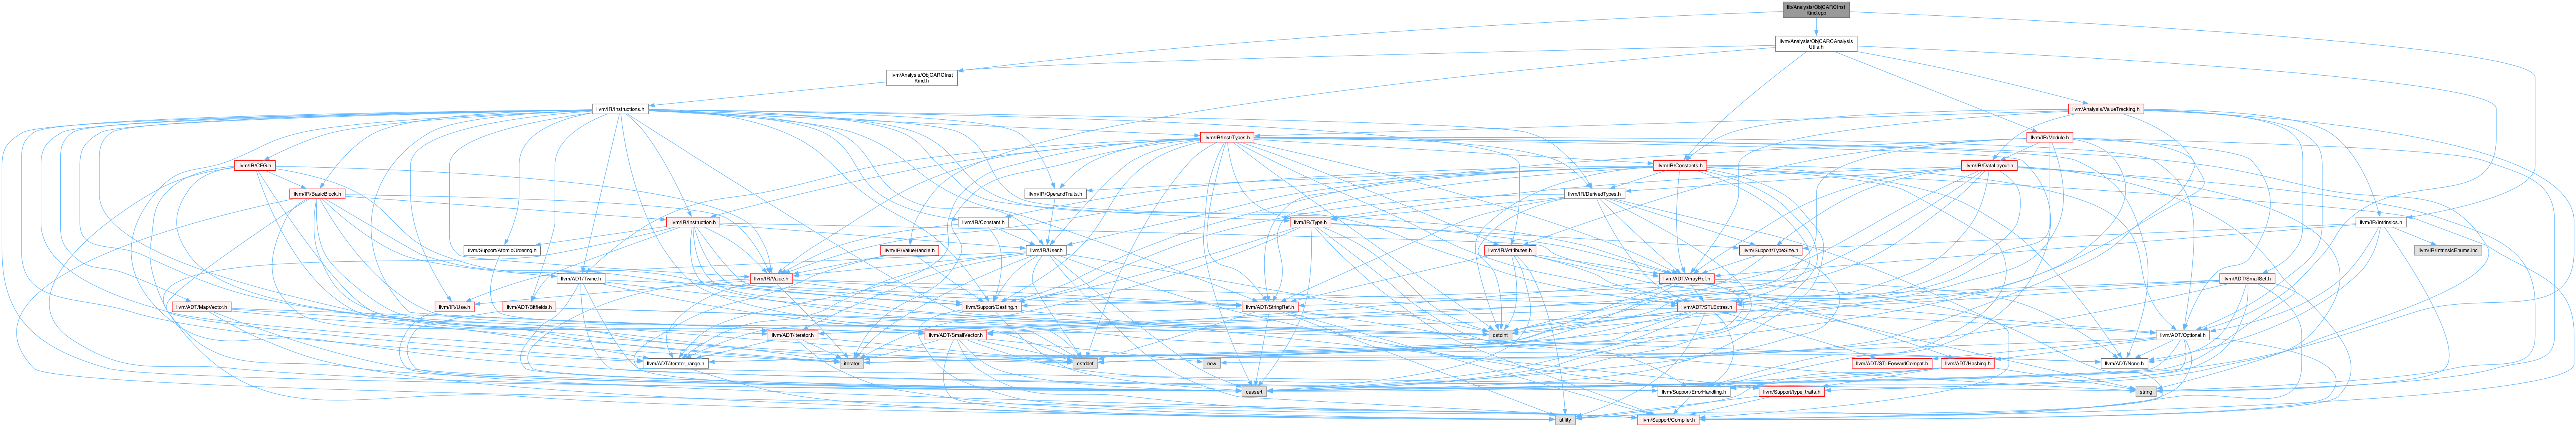 lib/Analysis/ObjCARCInst
Kind.cpp
llvm/Analysis/ObjCARCAnalysis
Utils.h
llvm/Analysis/ObjCARCInst
Kind.h
llvm/IR/Instructions.h
llvm/Analysis/ValueTracking.h
llvm/IR/InstrTypes.h
llvm/IR/Module.h
llvm/IR/CFG.h
llvm/IR/Constants.h
llvm/IR/DataLayout.h
llvm/IR/BasicBlock.h
llvm/IR/OperandTraits.h
llvm/IR/DerivedTypes.h
llvm/IR/Instruction.h
llvm/IR/Constant.h
llvm/IR/Type.h
llvm/IR/Intrinsics.h
llvm/Support/AtomicOrdering.h
llvm/IR/ValueHandle.h
llvm/IR/User.h
llvm/IR/Attributes.h
llvm/Support/TypeSize.h
llvm/IR/IntrinsicEnums.inc
llvm/ADT/Twine.h
llvm/IR/Value.h
llvm/ADT/ArrayRef.h
llvm/ADT/SmallSet.h
llvm/ADT/MapVector.h
llvm/IR/Use.h
llvm/ADT/Bitfields.h
llvm/Support/Casting.h
llvm/ADT/StringRef.h
llvm/ADT/STLExtras.h
llvm/ADT/iterator.h
llvm/ADT/SmallVector.h
cstdint
llvm/ADT/Optional.h
llvm/ADT/iterator_range.h
iterator
cstddef
new
llvm/ADT/STLForwardCompat.h
llvm/ADT/Hashing.h
llvm/ADT/None.h
cassert
llvm/Support/ErrorHandling.h
llvm/Support/type_traits.h
string
utility
llvm/Support/Compiler.h